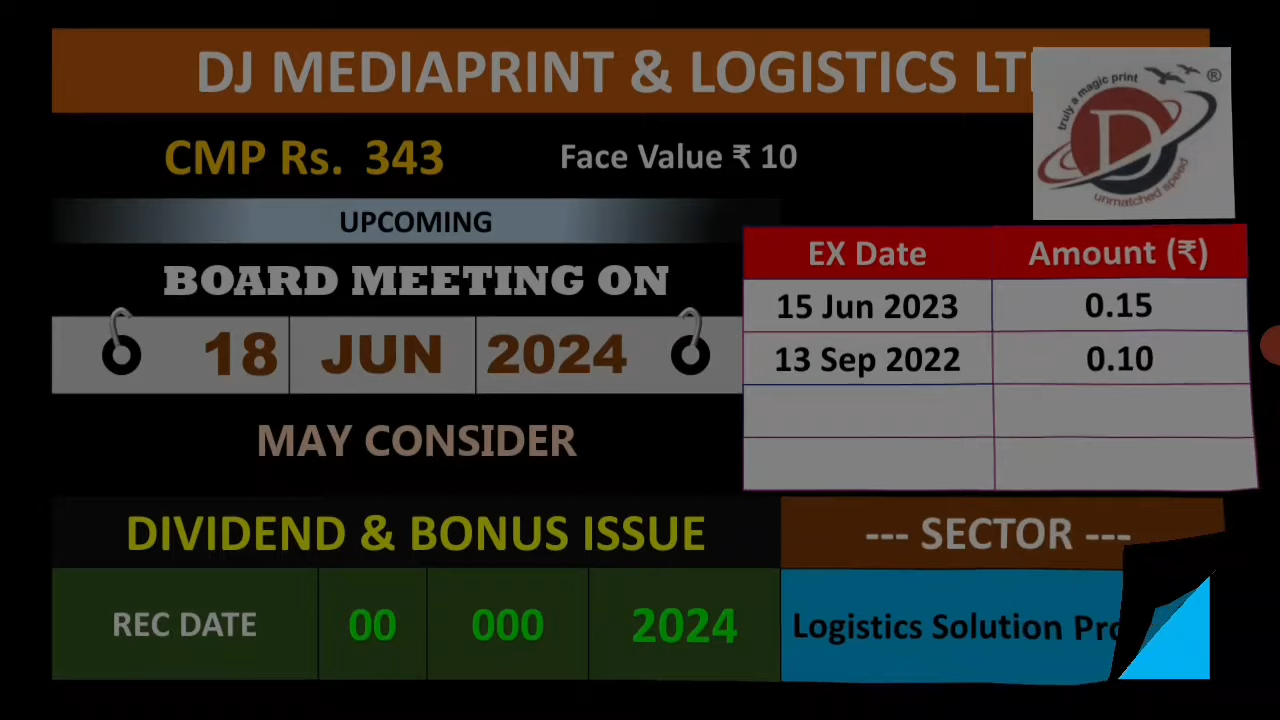 DJ MEDIAPRINT & LOGISTICS
truly a magic print
®
D
unmatched speed
CMP Rs. 343
Face Value ₹ 10
UPCOMING
BOARD MEETING ON
18 JUN 2024
MAY CONSIDER
EX Date Amount (₹)
15 Jun 2023 0.15
13 Sep 2022 0.10
DIVIDEND & BONUS ISSUE
REC DATE 00 000 2024
--- SECTOR ---
Logistics Solution